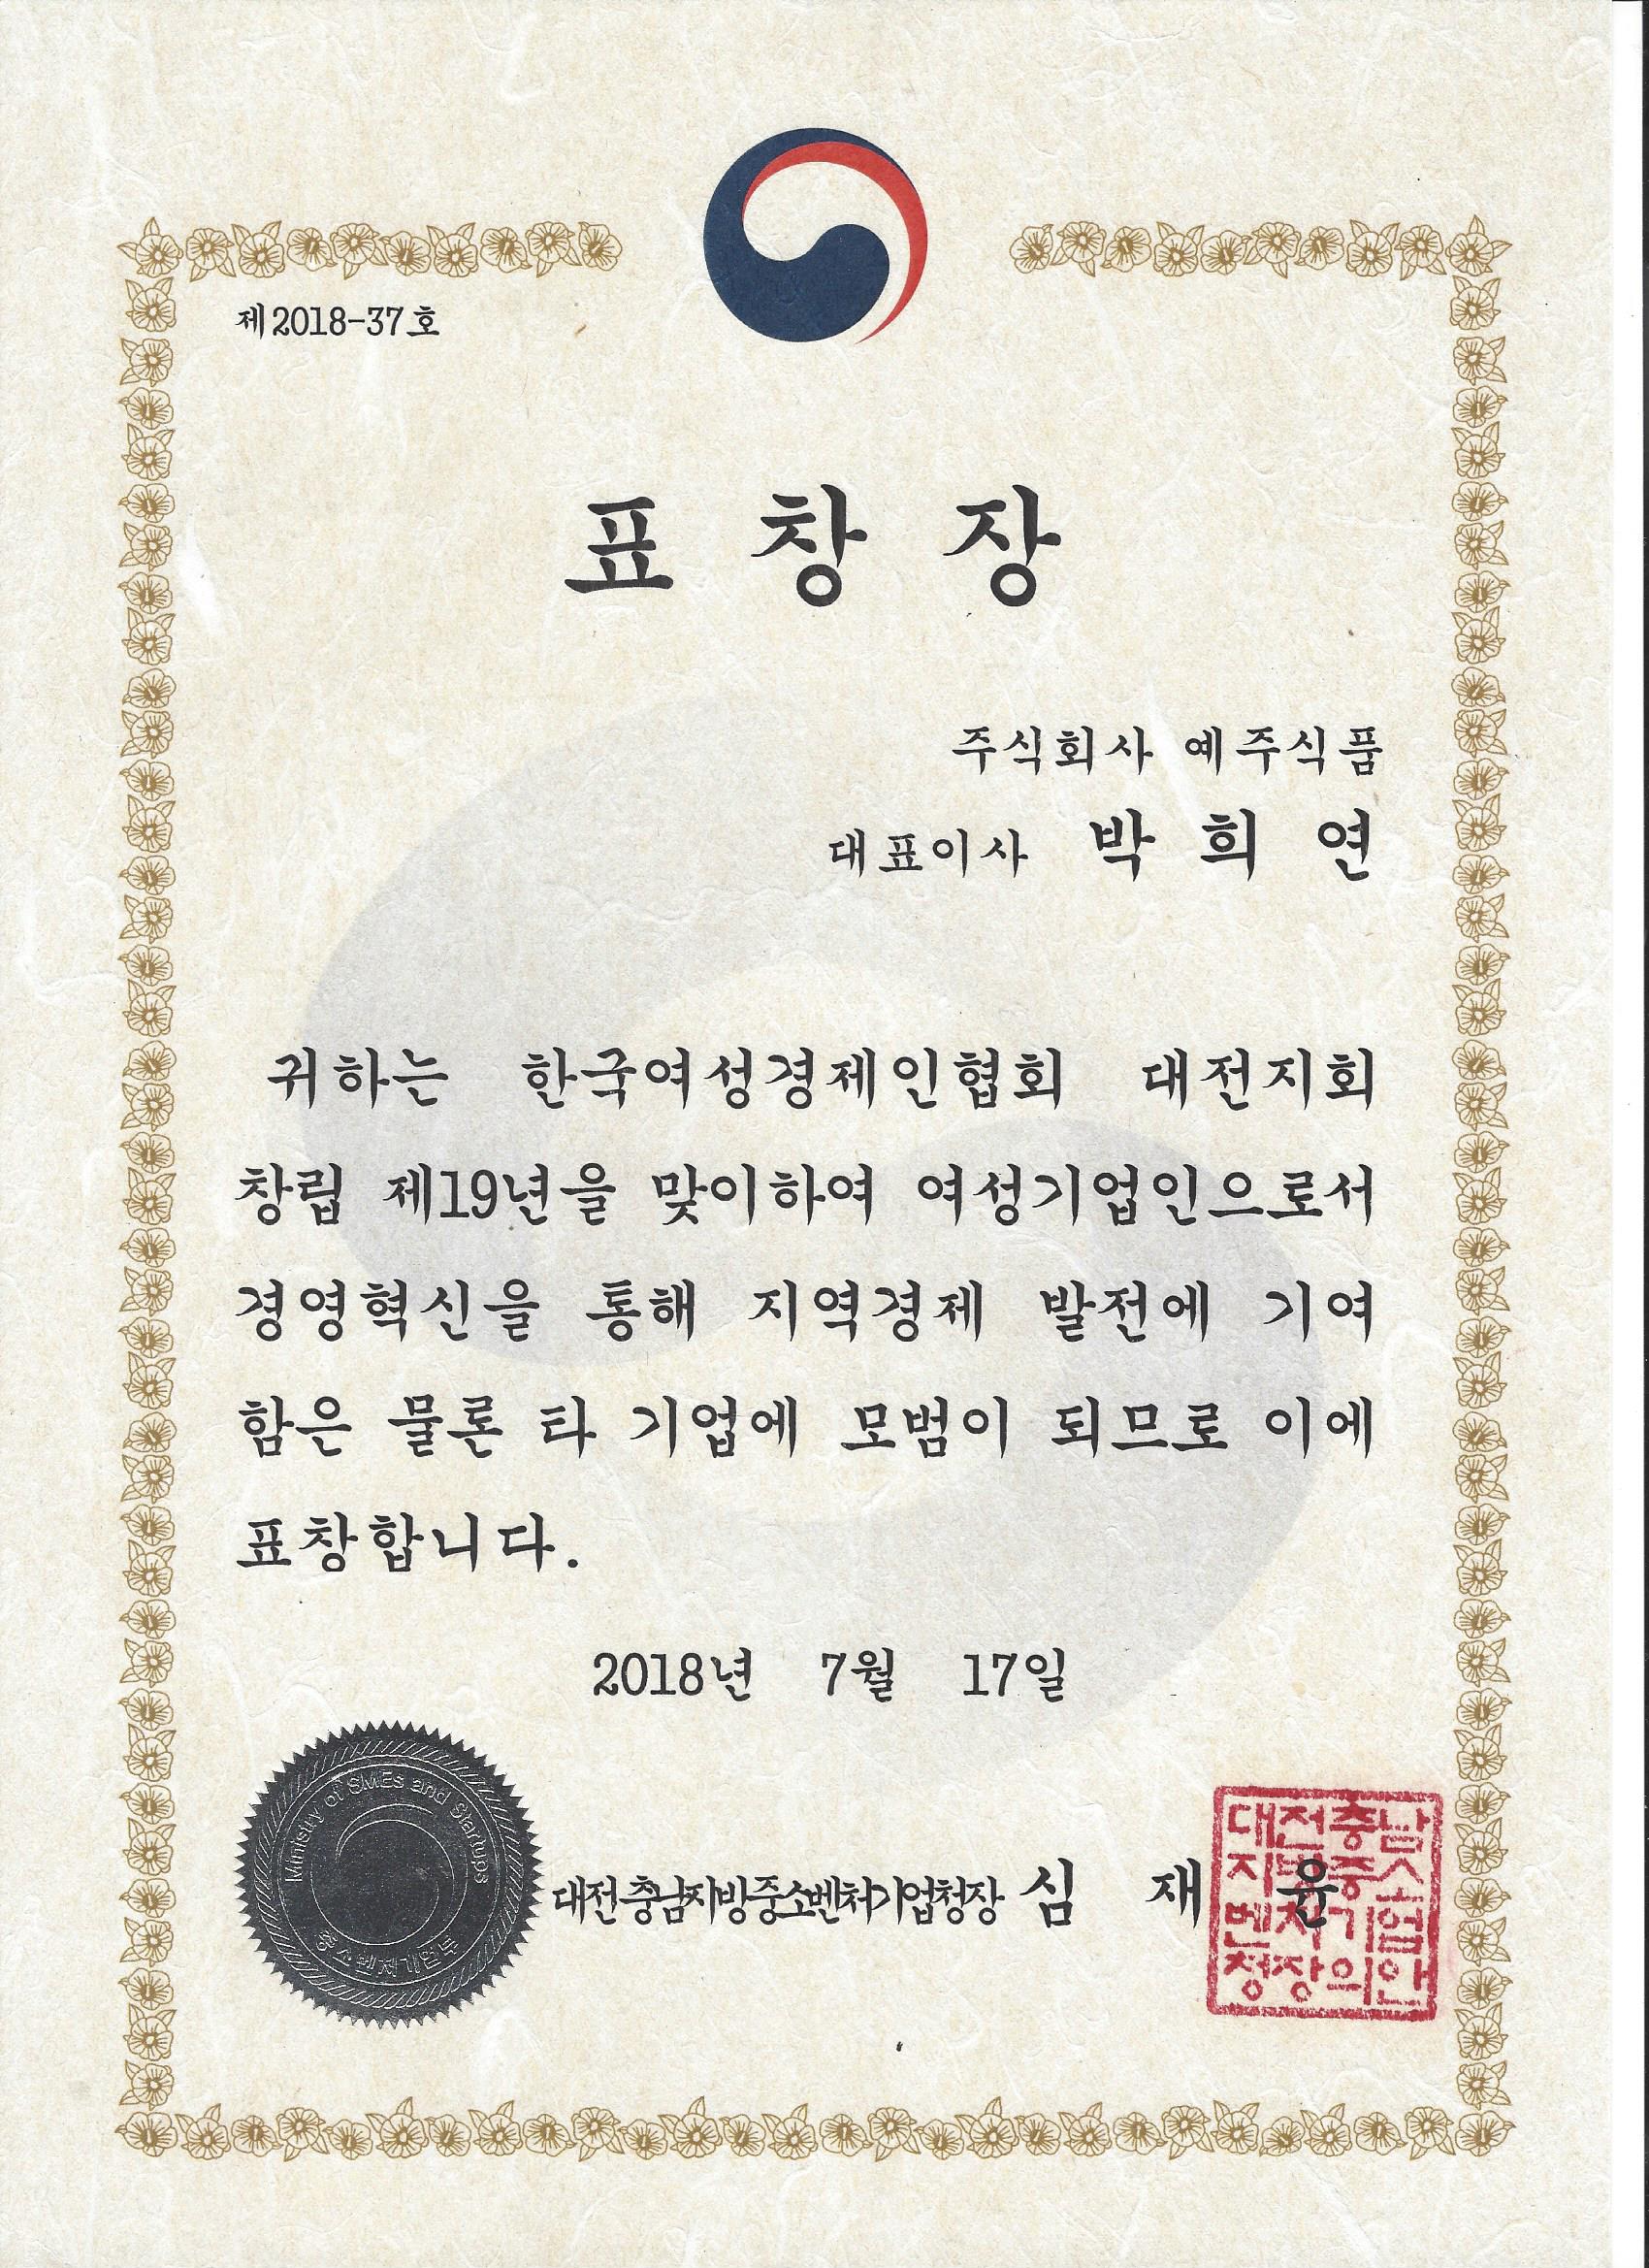 제2018-37호
표 창 장
주식회사 예주식품
대표이사 박 희 연
귀하는 한국여성경제인협회 대전지회
창립 제19년을 맞이하여 여성기업인으로서
경영혁신을 통해 지역경제 발전에 기여
함은 물론 타 기업에 모범이 되므로 이에
표창합니다.
2018년 7월 17일
Ministry of SMEs and Startups
중소벤처기업부
대전충남지방중소벤처기업청장 심 재 윤
대전충남
지방중소
벤처기업
청장의인